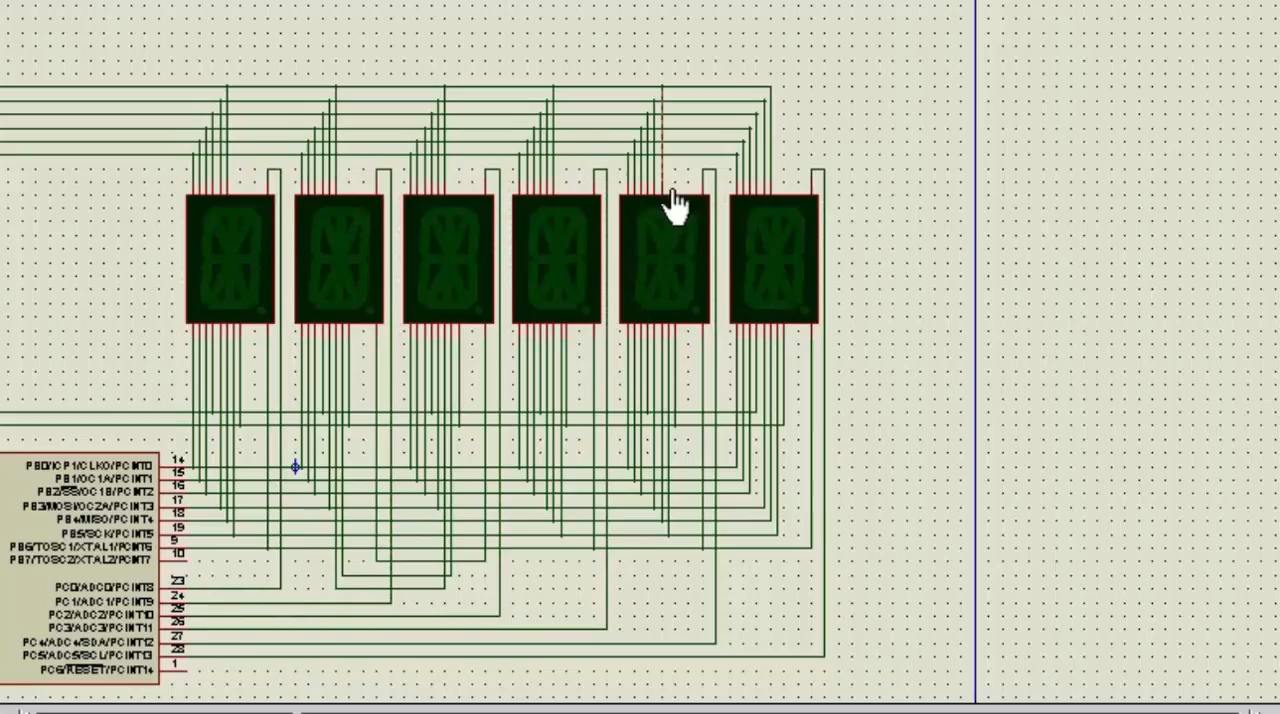 PB0/ICP1/CLKO/PCINT0 14
PB1/OC1A/PCINT1 15
PB2/SS/OC1B/PCINT2 16
PB3/MOSI/OC2A/PCINT3 17
PB4/MISO/PCINT4 18
PB5/SCK/PCINT5 19
PB6/TOSC1/XTAL1/PCINT6 9
PB7/TOSC2/XTAL2/PCINT7 10
PC0/ADC0/PCINT8 23
PC1/ADC1/PCINT9 24
PC2/ADC2/PCINT10 25
PC3/ADC3/PCINT11 26
PC4/ADC4/SDA/PCINT12 27
PC5/ADC5/SCL/PCINT13 28
PC6/RESET/PCINT14 1